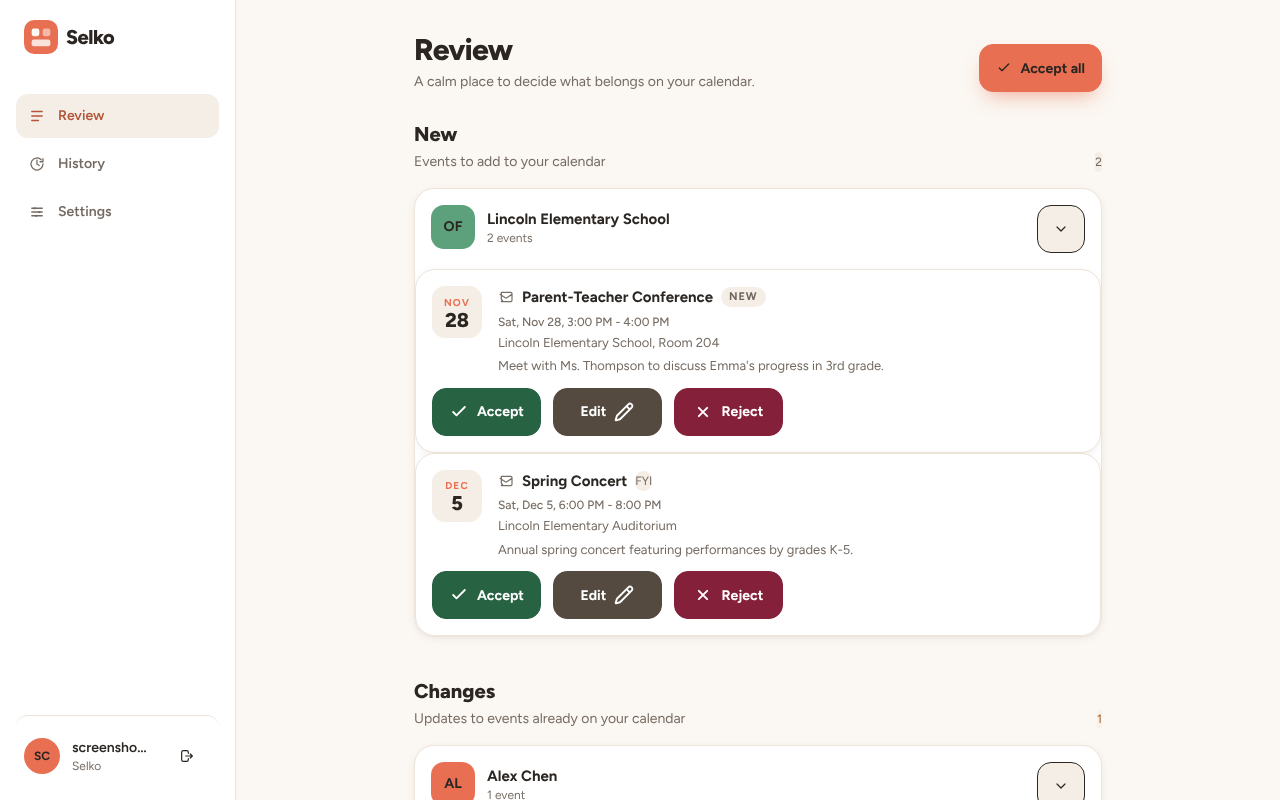 Selko
Review
History
Settings
SC
screensho...
Selko
Review
A calm place to decide what belongs on your calendar.
Accept all
New
Events to add to your calendar
2
OF
Lincoln Elementary School
2 events
NOV
28
Parent-Teacher Conference
NEW
Sat, Nov 28, 3:00 PM - 4:00 PM
Lincoln Elementary School, Room 204
Meet with Ms. Thompson to discuss Emma's progress in 3rd grade.
Accept
Edit
Reject
DEC
5
Spring Concert
FYI
Sat, Dec 5, 6:00 PM - 8:00 PM
Lincoln Elementary Auditorium
Annual spring concert featuring performances by grades K-5.
Accept
Edit
Reject
Changes
Updates to events already on your calendar
1
AL
Alex Chen
1 event